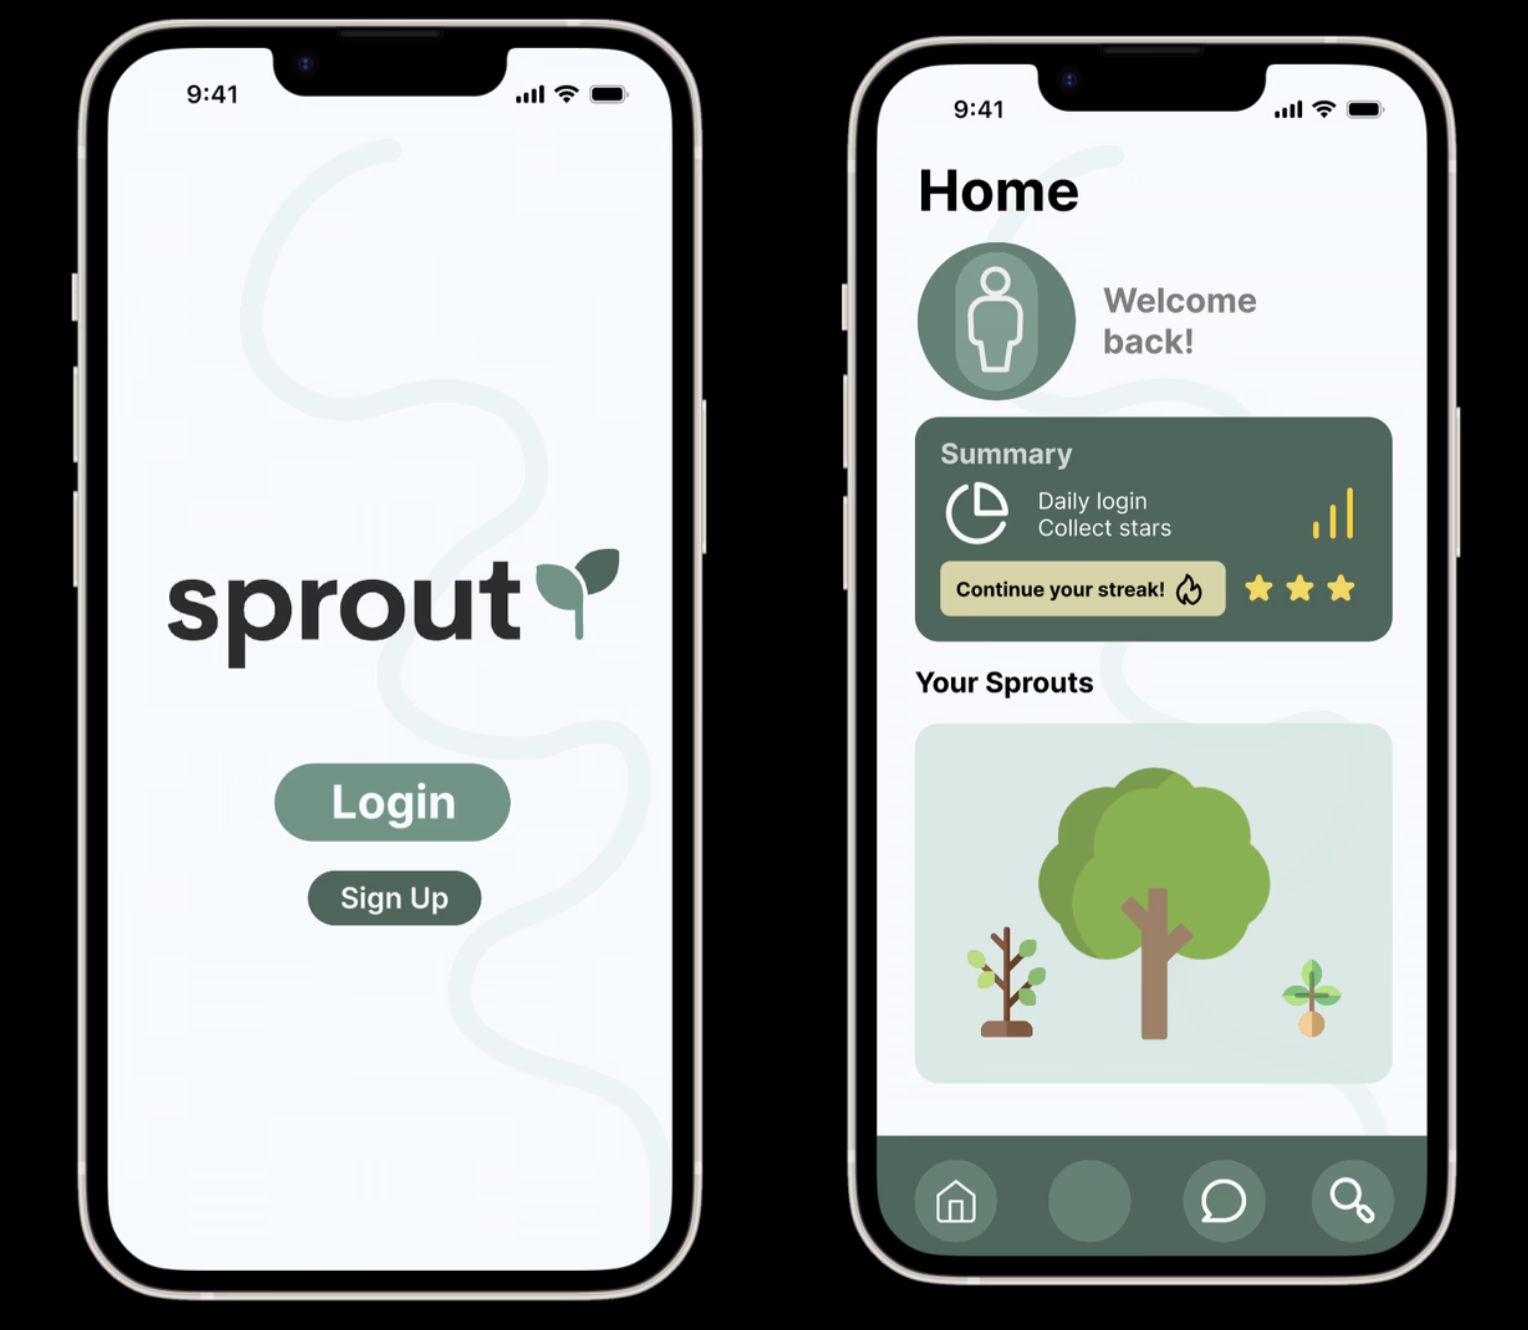 9:41
sprout
Login
Sign Up
9:41
Home
Welcome
back!
Summary
Daily login
Collect stars
Continue your streak!
Your Sprouts